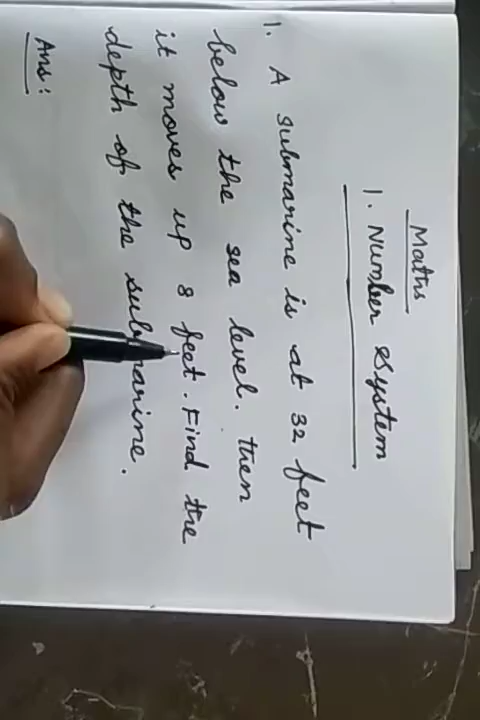 Maths
1. Number System
1. A submarine is at 32 feet
below the sea level. then
it moves up 8 feet. Find the
depth of the submarine.
Ans: